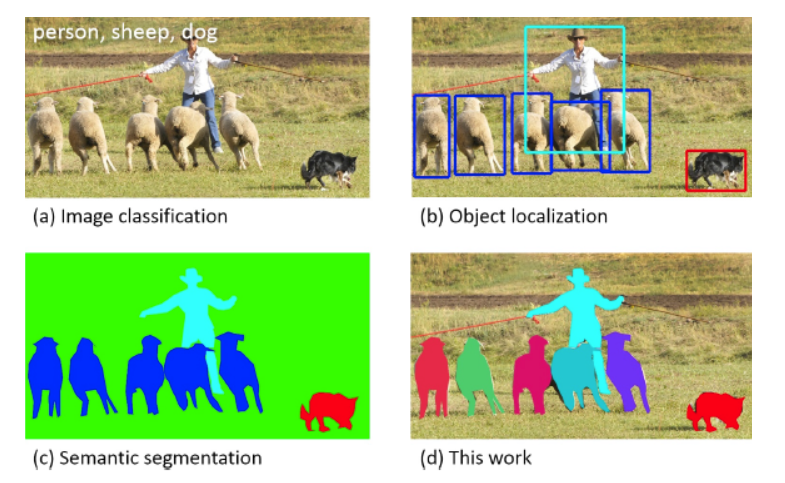 person, sheep, dog
(a) Image classification
(b) Object localization
(c) Semantic segmentation
(d) This work